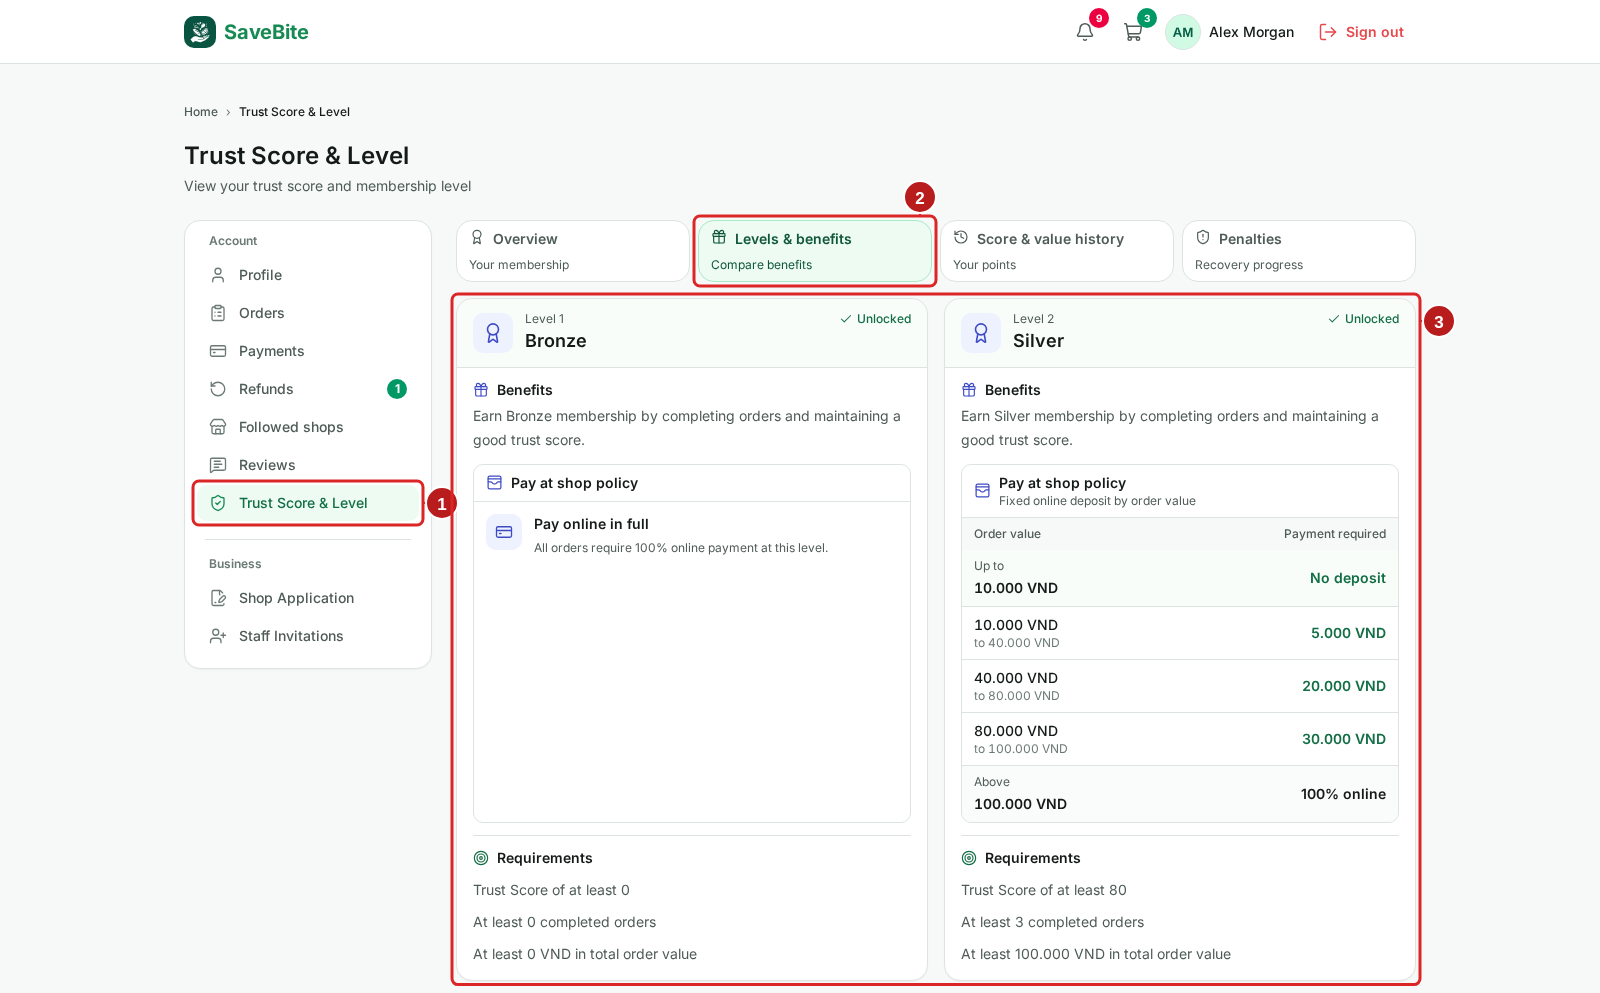 SaveBite
9
3
AM
Alex Morgan
Sign out
Home › Trust Score & Level
Trust Score & Level
View your trust score and membership level
Account
Profile
Orders
Payments
Refunds
1
Followed shops
Reviews
Trust Score & Level
1
Business
Shop Application
Staff Invitations
2
Overview
Your membership
Levels & benefits
Compare benefits
Score & value history
Your points
Penalties
Recovery progress
3
Level 1
Bronze
Unlocked
Benefits
Earn Bronze membership by completing orders and maintaining a
good trust score.
Pay at shop policy
Pay online in full
All orders require 100% online payment at this level.
Requirements
Trust Score of at least 0
At least 0 completed orders
At least 0 VND in total order value
Level 2
Silver
Unlocked
Benefits
Earn Silver membership by completing orders and maintaining a
good trust score.
Pay at shop policy
Fixed online deposit by order value
Order value
Payment required
Up to
10.000 VND
No deposit
10.000 VND
to 40.000 VND
5.000 VND
40.000 VND
to 80.000 VND
20.000 VND
80.000 VND
to 100.000 VND
30.000 VND
Above
100.000 VND
100% online
Requirements
Trust Score of at least 80
At least 3 completed orders
At least 100.000 VND in total order value